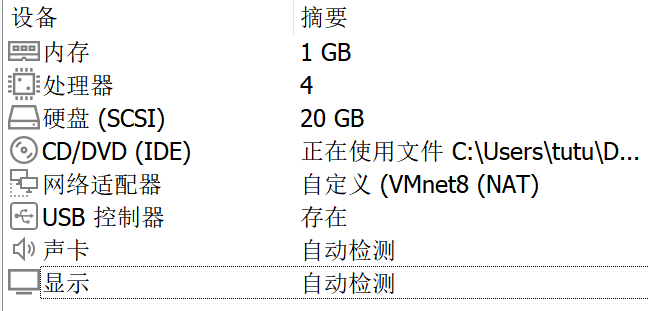 设备 摘要
内存 1 GB
处理器 4
硬盘 (SCSI) 20 GB
CD/DVD (IDE) 正在使用文件 C:\Users\tutu\D...
网络适配器 自定义 (VMnet8 (NAT)
USB 控制器 存在
声卡 自动检测
显示 自动检测